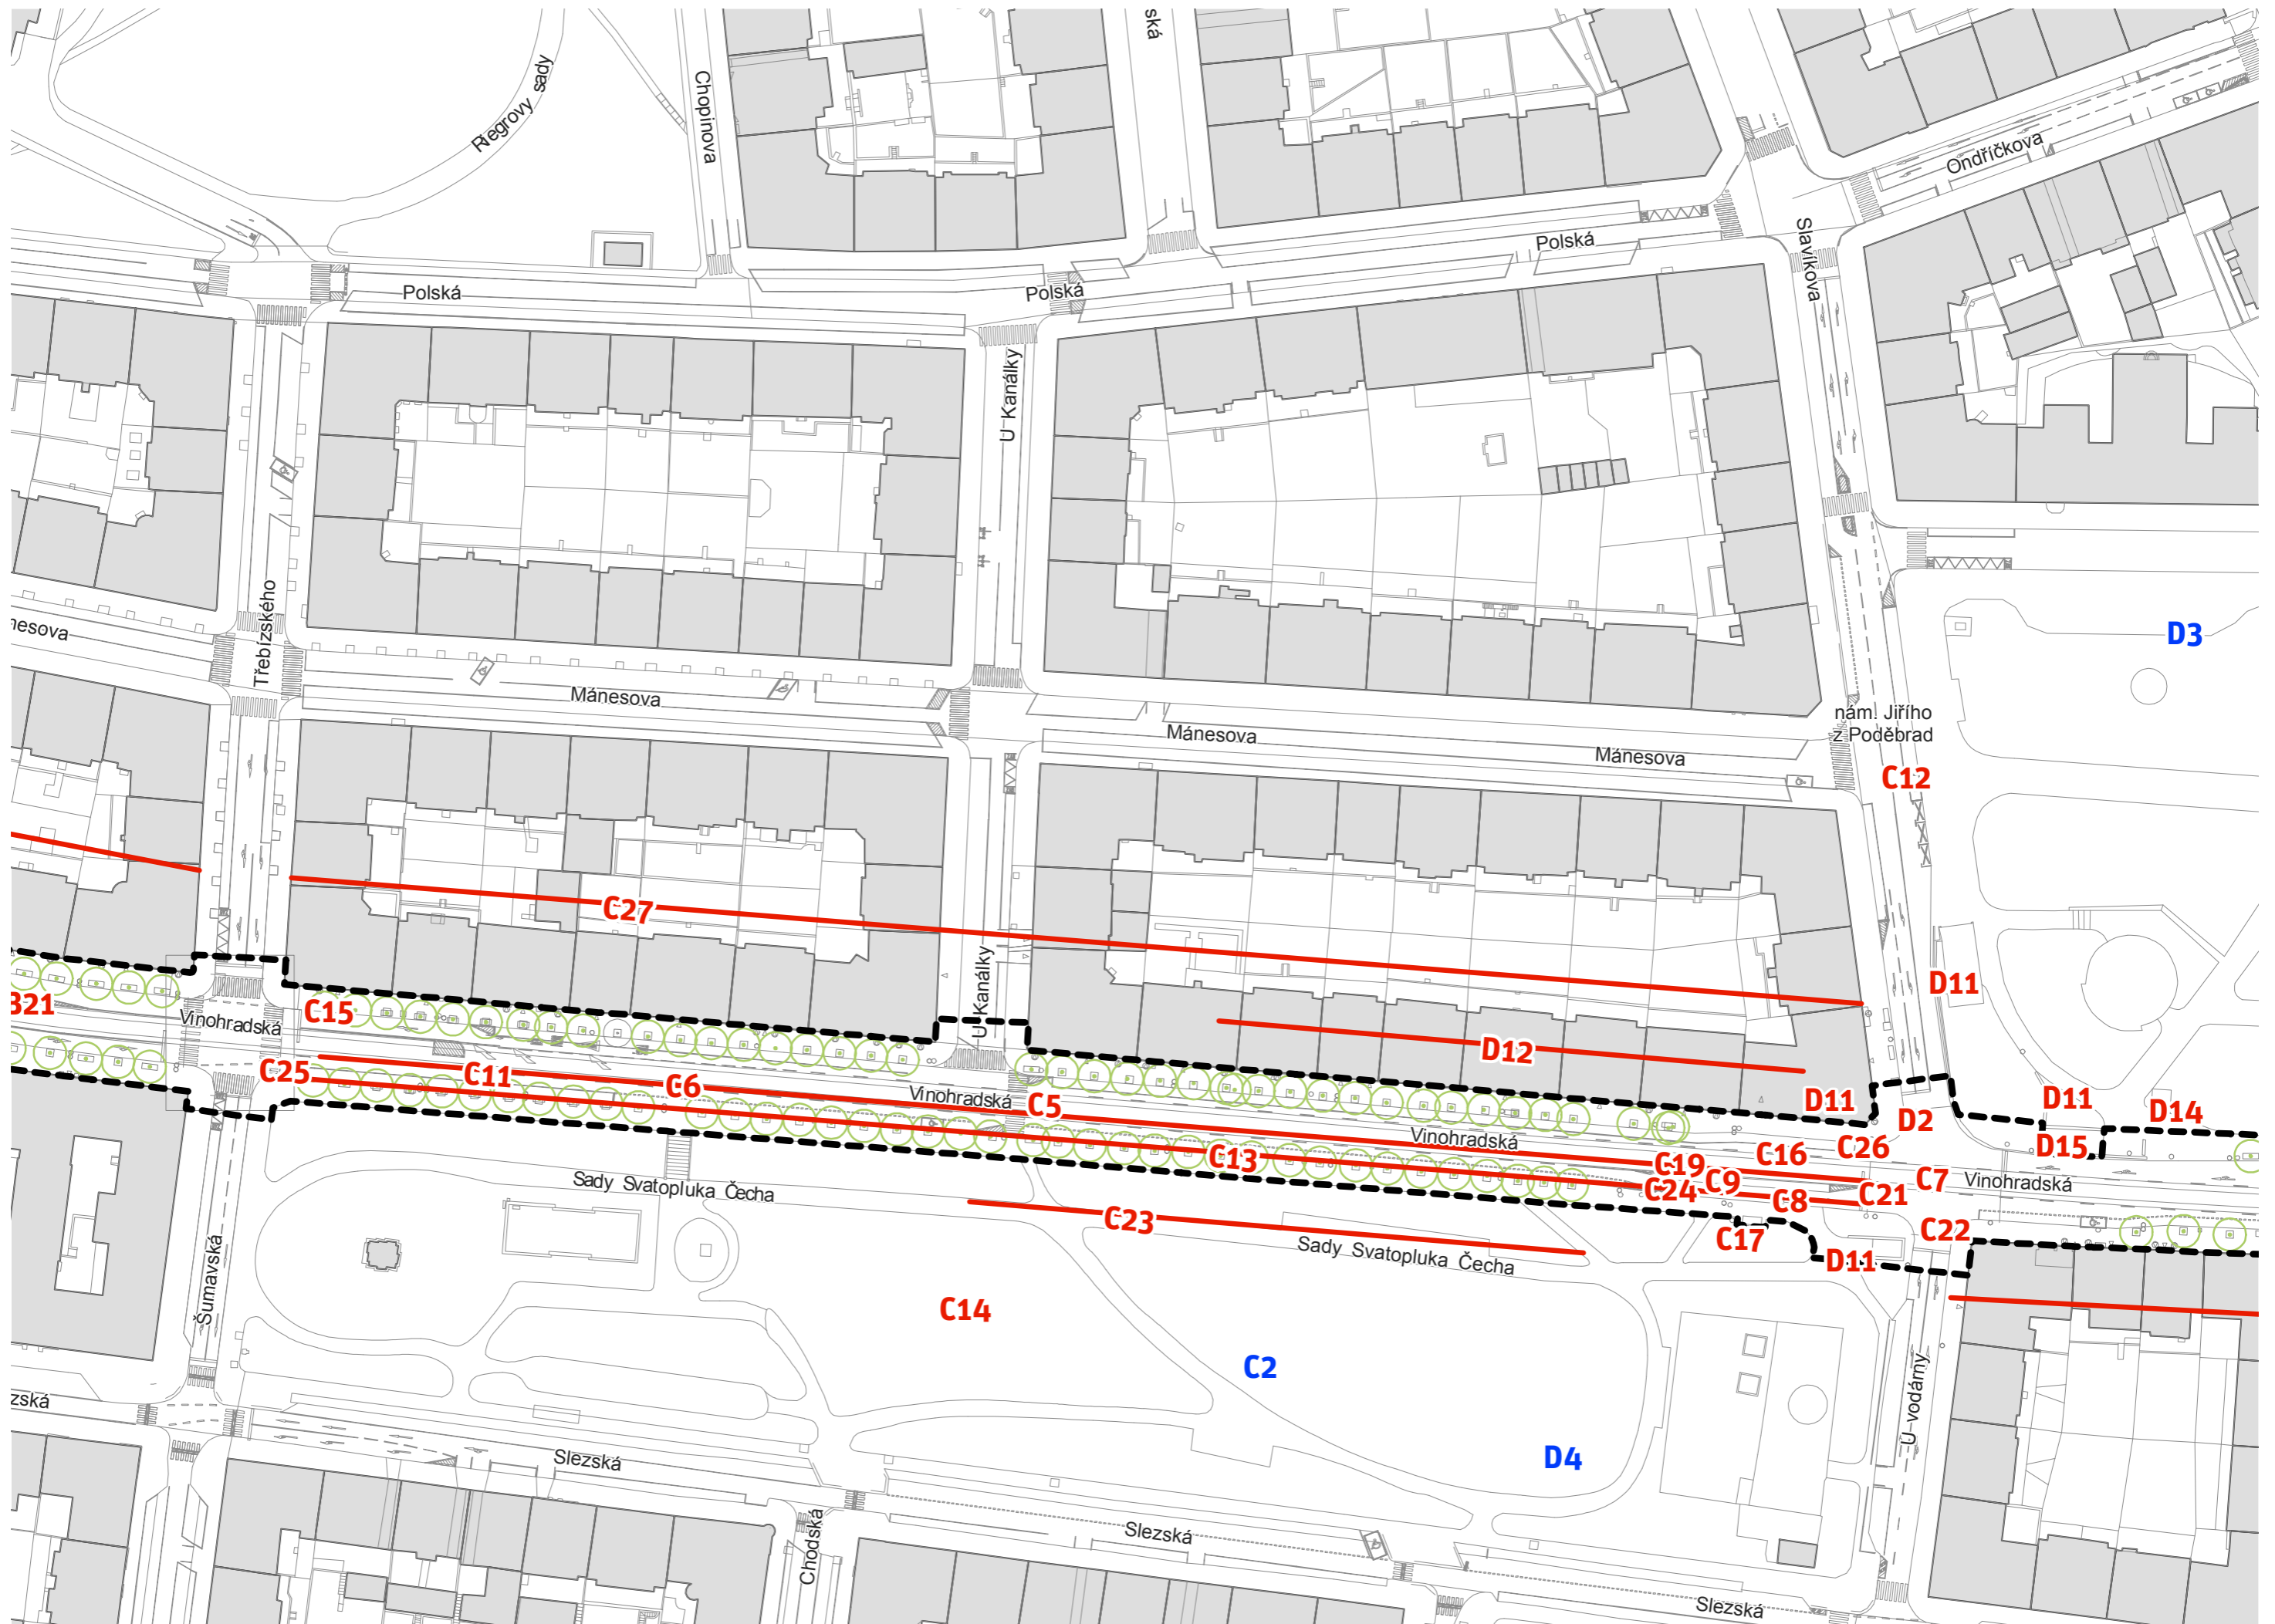 ská
Riegrovy sady
Chopinova
Ondříčkova
Slavíkova
Polská
Polská
Polská
U Kanálky
Třebízského
nesova
D3
Mánesova
nám. Jiřího
z Poděbrad
Mánesova
Mánesova
C12
C27
U Kanálky
D11
B21
C15
Vinohradská
D12
C25
C11
C6
Vinohradská
C5
D11
D2
D11
D14
Vinohradská
C16
C26
D15
C13
C19
C9
C24
C8
C21
C7
Vinohradská
Sady Svatopluka Čecha
C23
C17
C22
Sady Svatopluka Čecha
D11
Šumavská
C14
C2
U vodárny
zská
Slezská
D4
Chodská
Slezská
Slezská